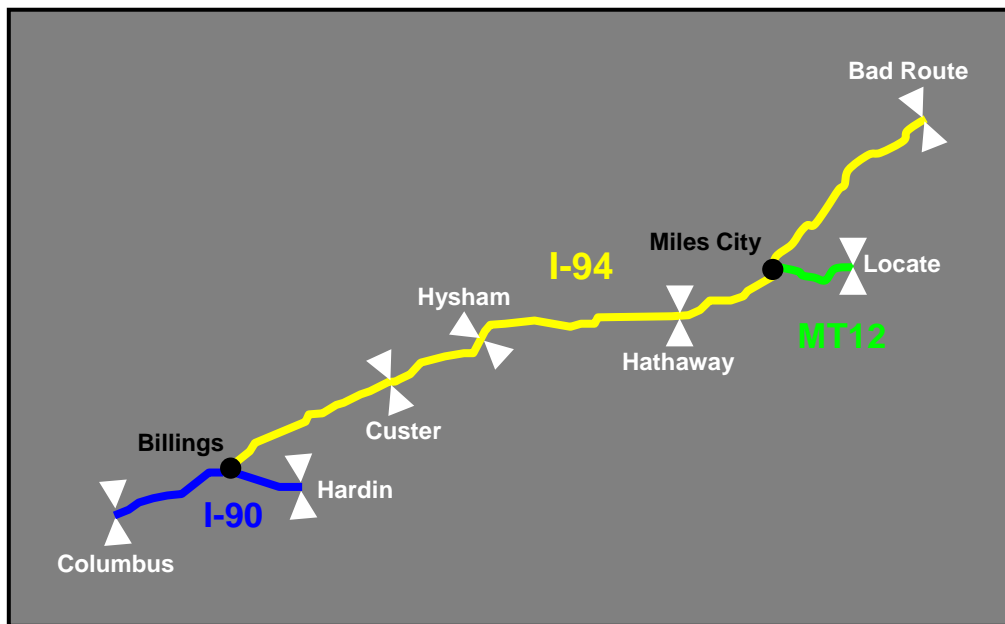 Bad Route
Miles City
I-94
Locate
Hysham
MT12
Hathaway
Custer
Billings
Hardin
I-90
Columbus